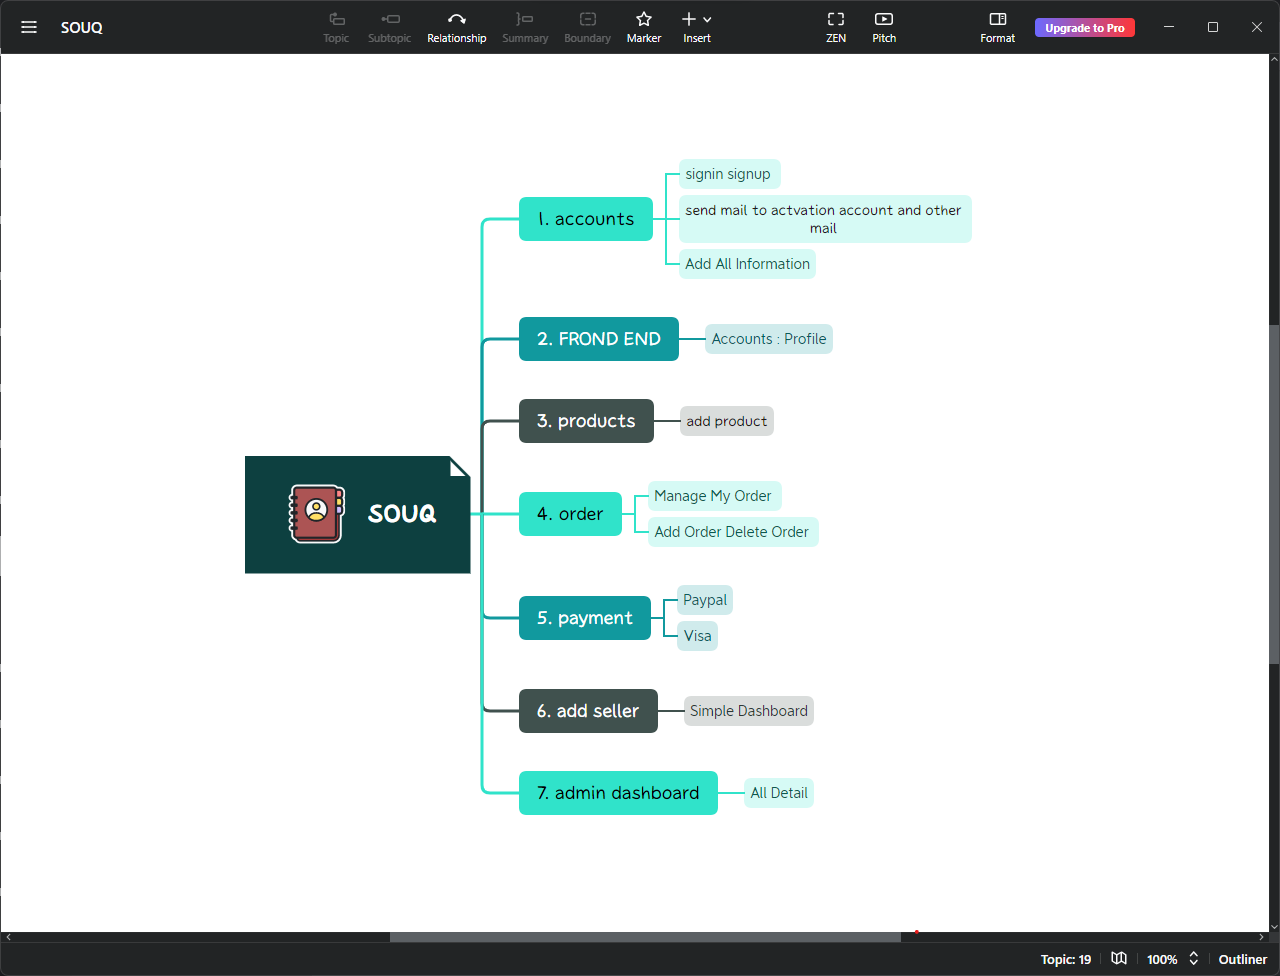 SOUQ
Topic
Subtopic
Relationship
Summary
Boundary
Marker
Insert
ZEN
Pitch
Format
Upgrade to Pro
SOUQ
1. accounts
signin signup
send mail to actvation account and other
mail
Add All Information
2. FROND END
Accounts : Profile
3. products
add product
4. order
Manage My Order
Add Order Delete Order
5. payment
Paypal
Visa
6. add seller
Simple Dashboard
7. admin dashboard
All Detail
Topic: 19
100%
Outliner